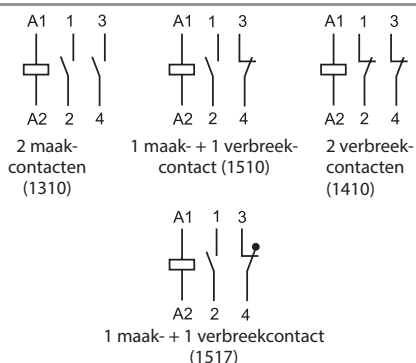 A1 1 3
A2 2 4
2 maak-
contacten
(1310)
A1 1 3
A2 2 4
1 maak- + 1 verbreek-
contact (1510)
A1 1 3
A2 2 4
2 verbreek-
contacten
(1410)
A1 1 3
A2 2 4
1 maak- + 1 verbreekcontact
(1517)